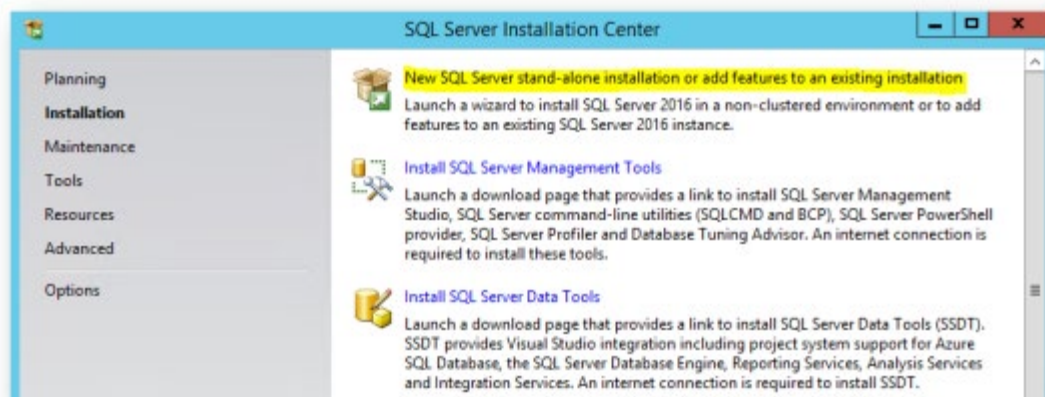 SQL Server Installation Center
Planning
Installation
Maintenance
Tools
Resources
Advanced
Options
New SQL Server stand-alone installation or add features to an existing installation
Launch a wizard to install SQL Server 2016 in a non-clustered environment or to add
features to an existing SQL Server 2016 instance.
Install SQL Server Management Tools
Launch a download page that provides a link to install SQL Server Management
Studio, SQL Server command-line utilities (SQLCMD and BCP), SQL Server PowerShell
provider, SQL Server Profiler and Database Tuning Advisor. An internet connection is
required to install these tools.
Install SQL Server Data Tools
Launch a download page that provides a link to install SQL Server Data Tools (SSDT).
SSDT provides Visual Studio integration including project system support for Azure
SQL Database, the SQL Server Database Engine, Reporting Services, Analysis Services
and Integration Services. An internet connection is required to install SSDT.